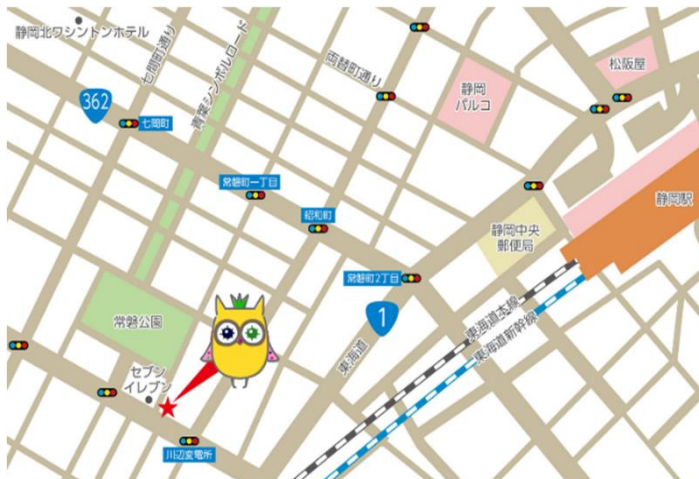 静岡北ワシントンホテル
七間町通り
青葉シンボルロード
両替町通り
静岡
パルコ
松阪屋
362
七間町
常磐町一丁目
昭和町
静岡駅
静岡中央
郵便局
常磐町2丁目
1
東海道
東海道本線
東海道新幹線
常磐公園
セブン
イレブン
川辺変電所